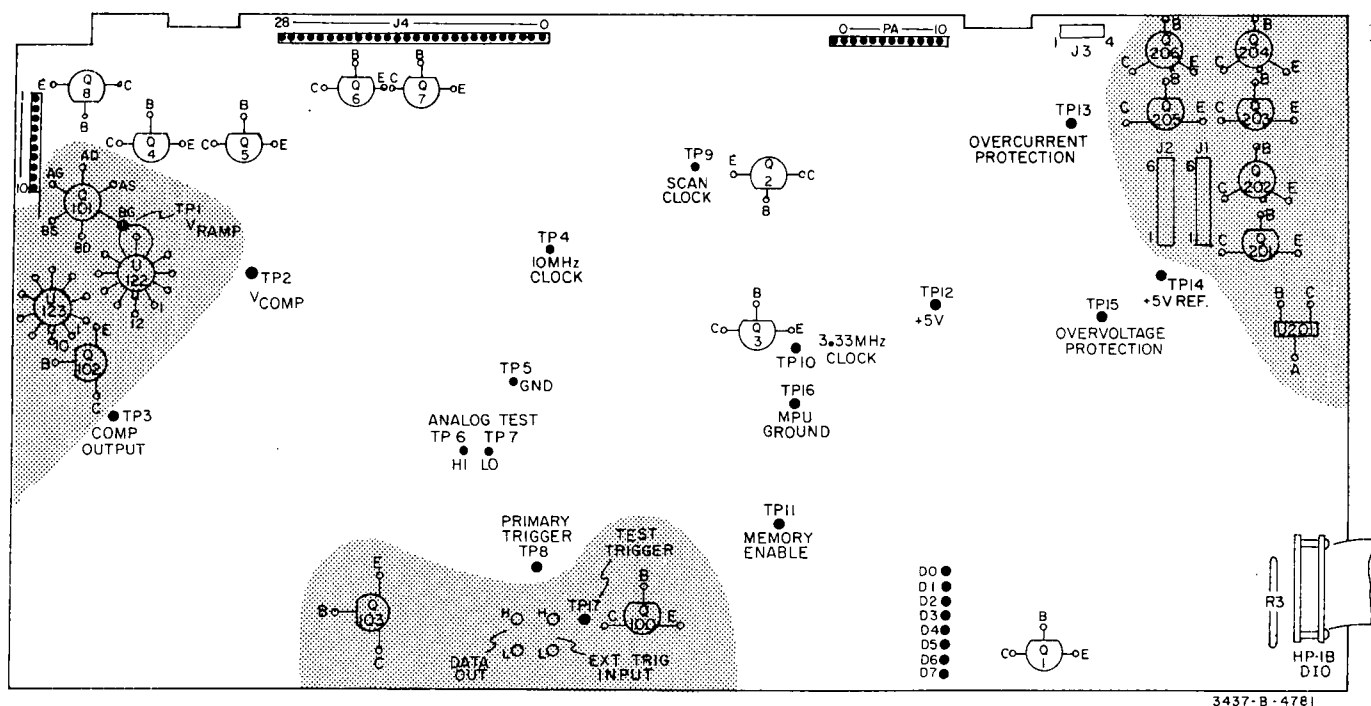 28 J4 0
0 PA 10
1 J3 4
B B
Q 206 Q 204
C E C E
B B
Q 205 Q 203
C E C E
E Q 8 C
B
B B
C Q 6 E C Q 7 E
B B
C Q 4 E C Q 5 E
10
AD
AG AS
Q 101
BS BG
BD
TP1
VRAMP
U 122
12 1
U 123
10 1
E
B Q 102
C
TP2
VCOMP
TP3
COMP
OUTPUT
TP4
10MHz
CLOCK
TP5
GND
ANALOG TEST
TP6 TP7
HI LO
TP9
SCAN
CLOCK
E Q 2 C
B
TP13
OVERCURRENT
PROTECTION
J2 J1
6 6
1 1
B
Q 202
C E
B
Q 201
C E
B
C Q 3 E
3.33MHz
CLOCK
TP10
TP16
MPU
GROUND
TP12
+5V
TP14
+5V REF.
TP15
OVERVOLTAGE
PROTECTION
B C
U201
A
PRIMARY
TRIGGER
TP8
TEST
TRIGGER
TP17
TP11
MEMORY
ENABLE
E
B Q 103
C
H H
L L
DATA
OUT
EXT TRIG
INPUT
B
C Q 100 E
D0
D1
D2
D3
D4
D5
D6
D7
B
C Q 1 E
R3
HP-IB
DIO
3437-B-4781